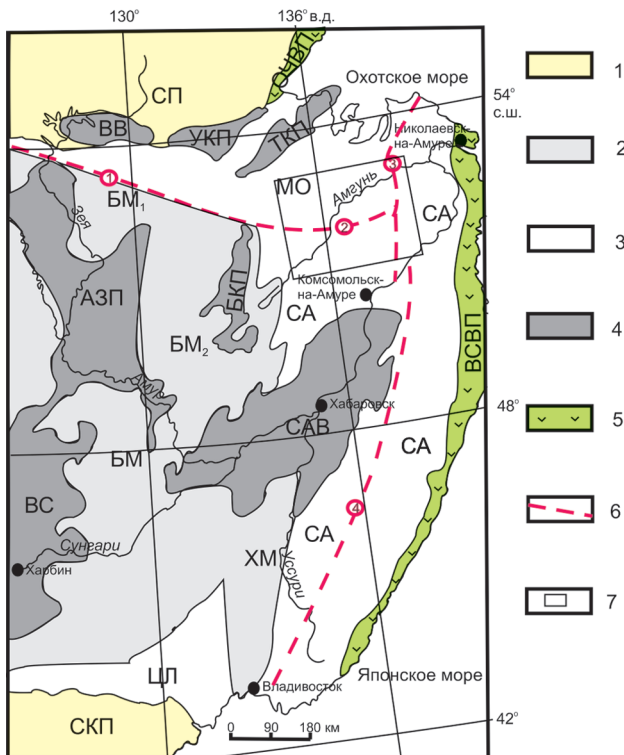 130°
136° в.д.
ОЧВП
Охотское море
54°
с.ш.
СП
ВВ
УКП
ТКП
Николаевск-
на-Амуре
1
3
МО
Амгунь
БМ₁
Зея
2
СА
АЗП
БКП
Комсомольск-
на-Амуре
СА
ВСВП
БМ₂
Амур
Хабаровск
48°
САВ
БМ
СА
ВС
4
Сунгари
СА
Харбин
ХМ
Уссури
ЦЛ
Японское море
Владивосток
СКП
0 90 180 км
42°
1
2
3
4
5
6
7